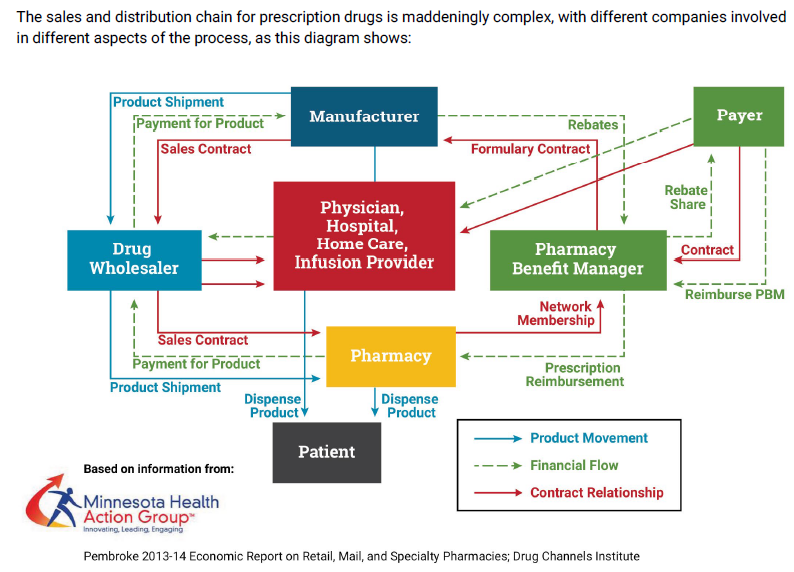 The sales and distribution chain for prescription drugs is maddeningly complex, with different companies involved
in different aspects of the process, as this diagram shows:
Product Shipment
Manufacturer
Payer
Payment for Product
Rebates
Sales Contract
Formulary Contract
Rebate
Share
Physician,
Hospital,
Home Care,
Infusion Provider
Drug
Wholesaler
Pharmacy
Benefit Manager
Contract
Reimburse PBM
Network
Membership
Sales Contract
Pharmacy
Payment for Product
Prescription
Reimbursement
Product Shipment
Dispense
Product
Dispense
Product
Patient
Product Movement
Financial Flow
Contract Relationship
Based on information from:
Minnesota Health
Action Group™
Innovating, Leading, Engaging
Pembroke 2013-14 Economic Report on Retail, Mail, and Specialty Pharmacies; Drug Channels Institute